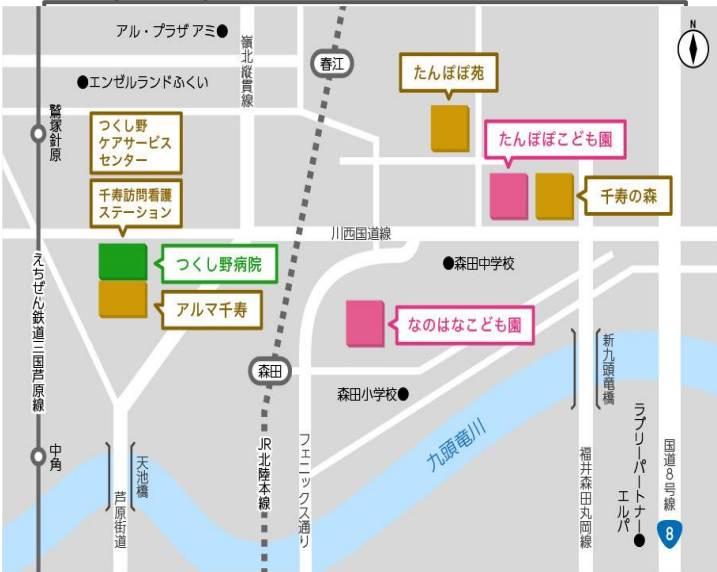 アル・プラザ アミ●
N
嶺北縦貫線
春江
たんぽぽ苑
●エンゼルランドふくい
鷲塚針原
つくし野
ケアサービス
センター
たんぽぽこども園
千寿訪問看護
ステーション
千寿の森
川西国道線
えちぜん鉄道三国芦原線
つくし野病院
●森田中学校
アルマ千寿
なのはなこども園
新九頭竜橋
森田
森田小学校●
ラブリーパートナー
エルパ●
九頭竜川
JR北陸本線
フェニックス通り
中角
天池橋
芦原街道
福井森田丸岡線
国道8号線
8